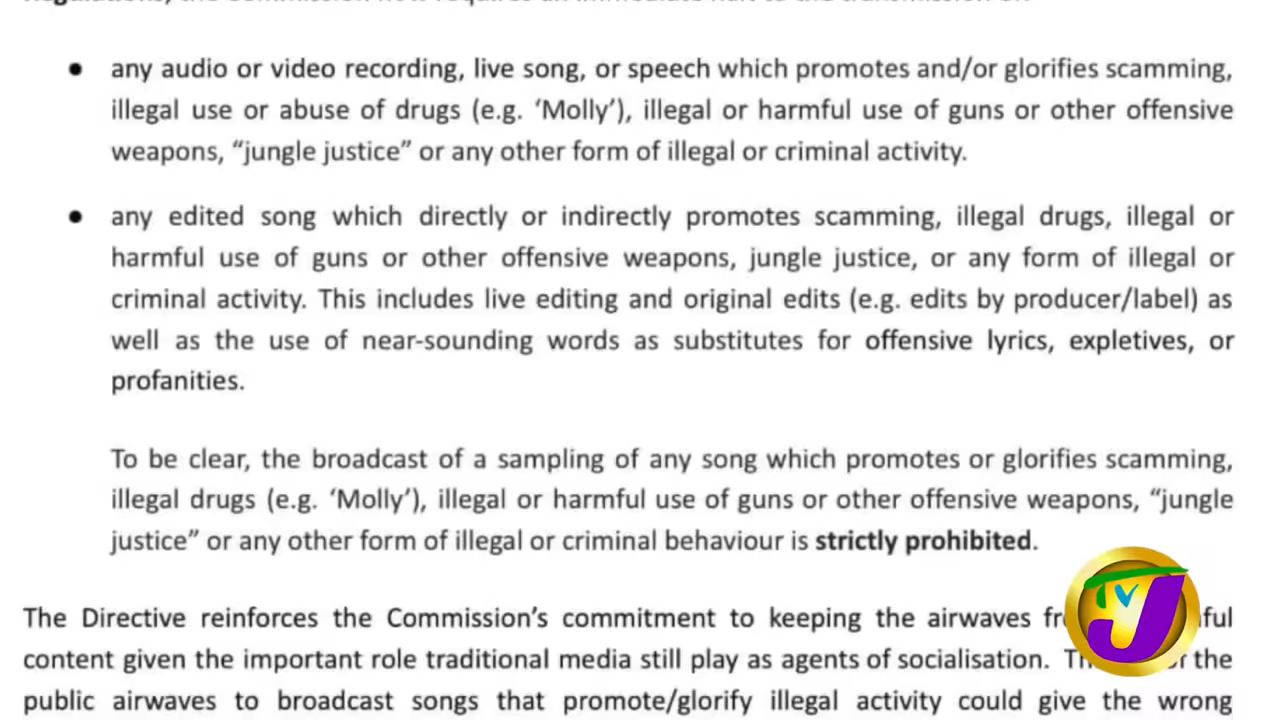 • any audio or video recording, live song, or speech which promotes and/or glorifies scamming,
illegal use or abuse of drugs (e.g. ‘Molly’), illegal or harmful use of guns or other offensive
weapons, “jungle justice” or any other form of illegal or criminal activity.
• any edited song which directly or indirectly promotes scamming, illegal drugs, illegal or
harmful use of guns or other offensive weapons, jungle justice, or any form of illegal or
criminal activity. This includes live editing and original edits (e.g. edits by producer/label) as
well as the use of near-sounding words as substitutes for offensive lyrics, expletives, or
profanities.
To be clear, the broadcast of a sampling of any song which promotes or glorifies scamming,
illegal drugs (e.g. ‘Molly’), illegal or harmful use of guns or other offensive weapons, “jungle
justice” or any other form of illegal or criminal behaviour is strictly prohibited.
The Directive reinforces the Commission’s commitment to keeping the airwaves
content given the important role traditional media still play as agents of socialisation. the
public airwaves to broadcast songs that promote/glorify illegal activity could give the wrong
TVJ